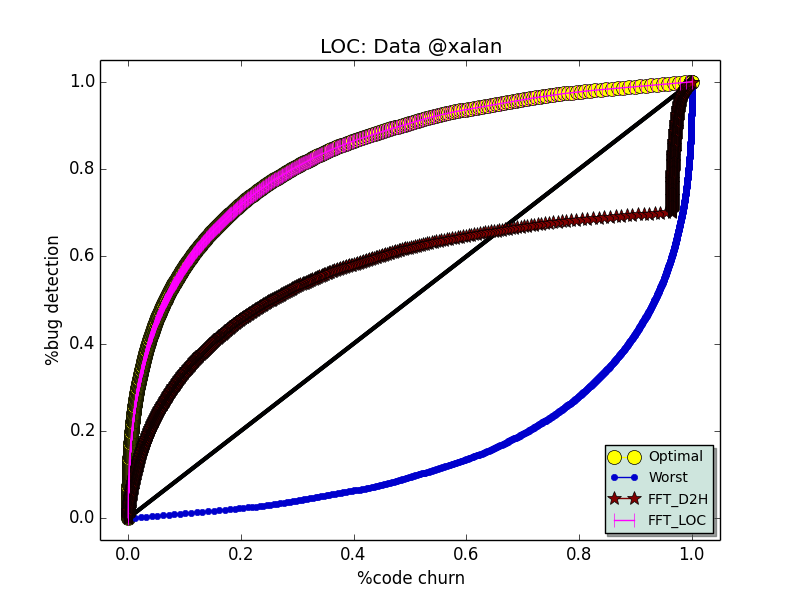 LOC: Data @xalan
1.0
0.8
0.6
0.4
0.2
0.0
%bug detection
0.0 0.2 0.4 0.6 0.8 1.0
%code churn
Optimal
Worst
FFT_D2H
FFT_LOC